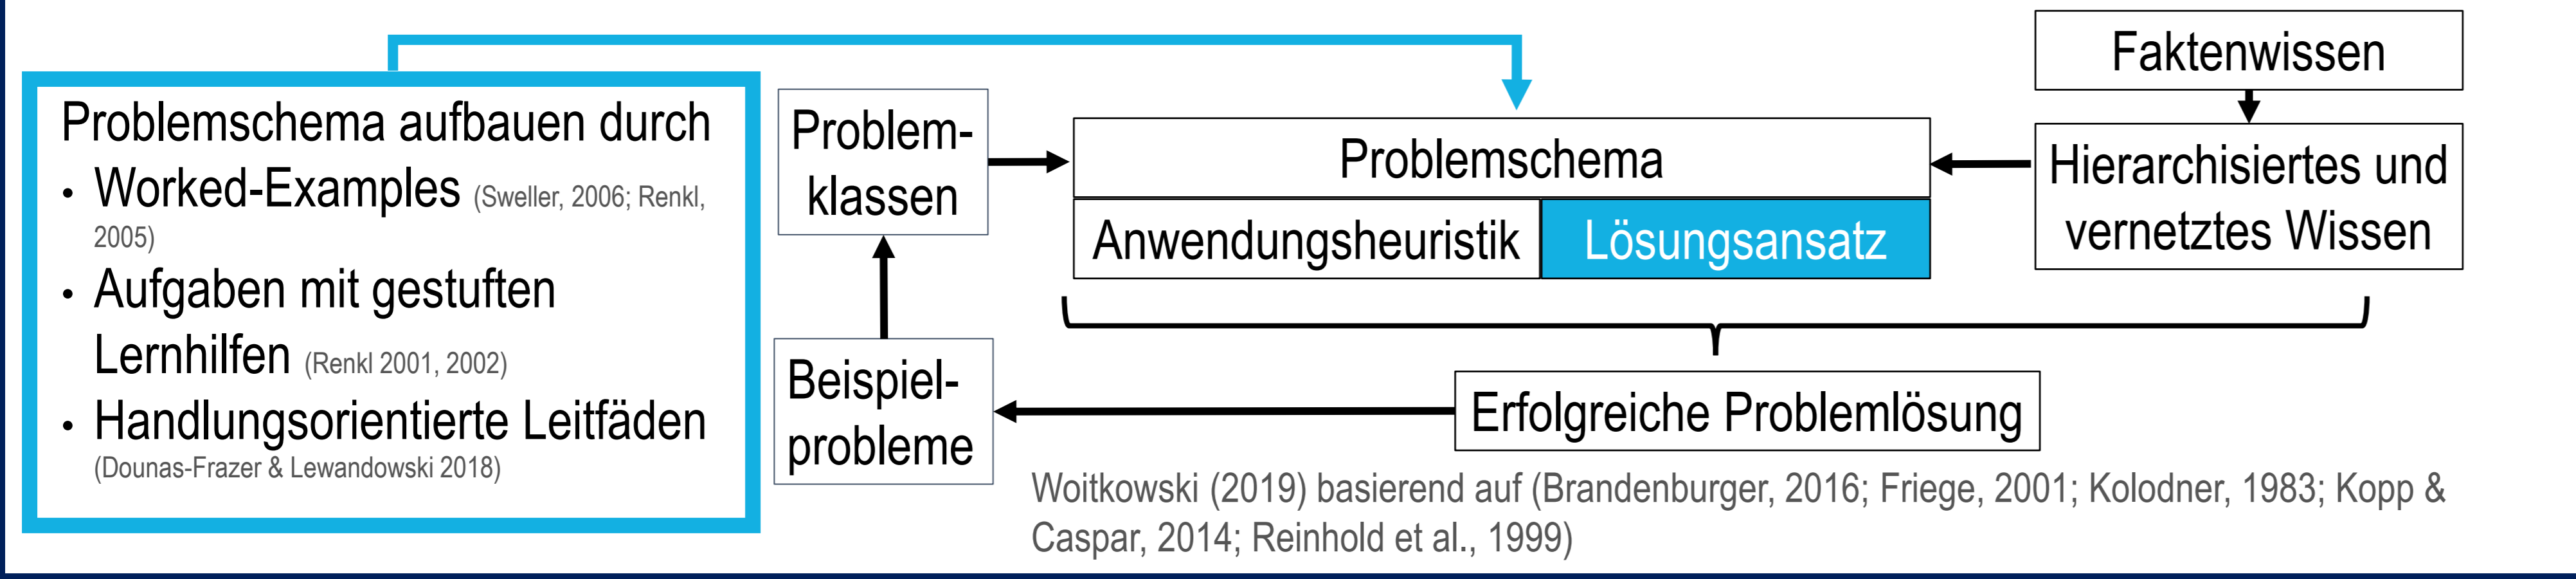 Problemschema aufbauen durch
• Worked-Examples (Sweller, 2006; Renkl,
2005)
• Aufgaben mit gestuften
Lernhilfen (Renkl 2001, 2002)
• Handlungsorientierte Leitfäden
(Dounas-Frazer & Lewandowski 2018)
Problem-
klassen
Beispiel-
probleme
Problemschema
Anwendungsheuristik
Lösungsansatz
Faktenwissen
Hierarchisiertes und
vernetztes Wissen
Erfolgreiche Problemlösung
Woitkowski (2019) basierend auf (Brandenburger, 2016; Friege, 2001; Kolodner, 1983; Kopp &
Caspar, 2014; Reinhold et al., 1999)